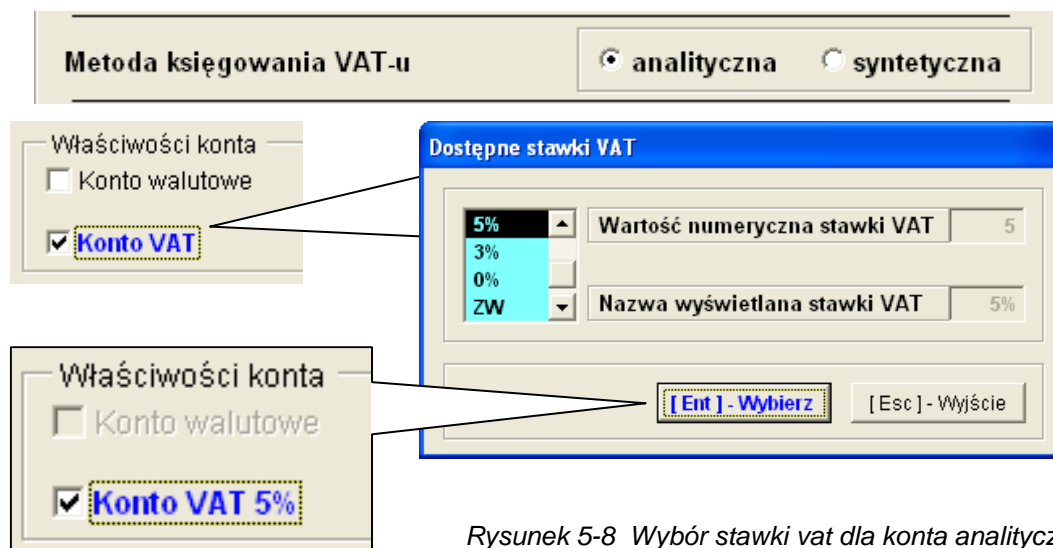 Metoda księgowania VAT-u
analityczna syntetyczna
Właściwości konta
Konto walutowe
Konto VAT
Dostępne stawki VAT
5%
3%
0%
ZW
Wartość numeryczna stawki VAT 5
Nazwa wyświetlana stawki VAT 5%
[ Ent ] - Wybierz [ Esc ] - Wyjście
Właściwości konta
Konto walutowe
Konto VAT 5%
Rysunek 5-8 Wybór stawki vat dla konta analitycz